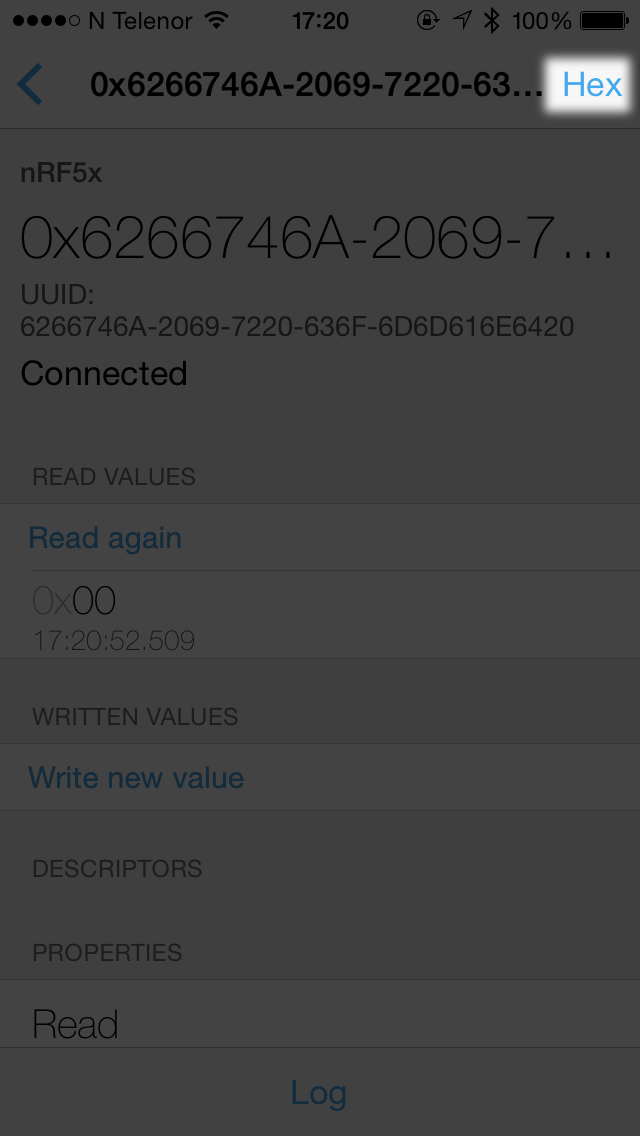 N Telenor 17:20 100%
0x6266746A-2069-7220-63... Hex
nRF5x
0x6266746A-2069-7...
UUID:
6266746A-2069-7220-636F-6D6D616E6420
Connected
READ VALUES
Read again
0x00
17:20:52.509
WRITTEN VALUES
Write new value
DESCRIPTORS
PROPERTIES
Read
Log